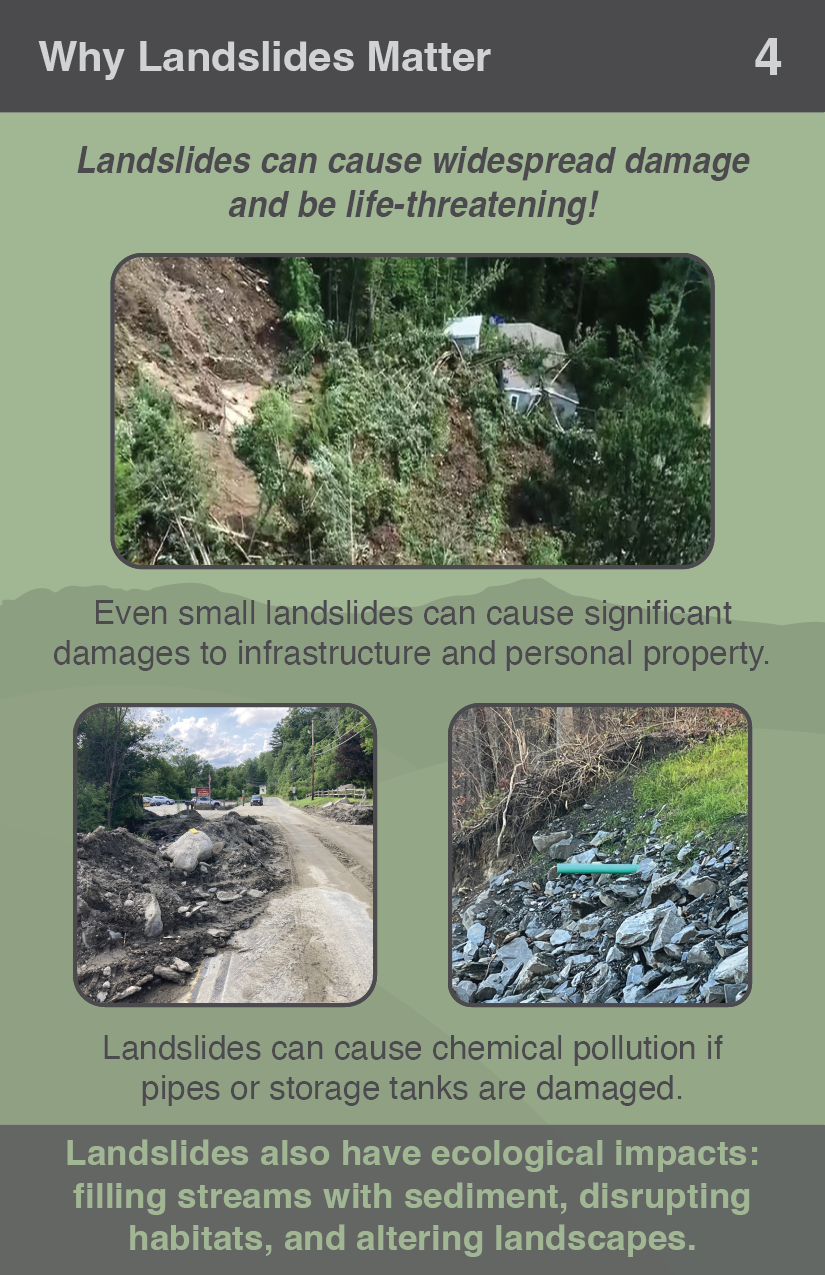 Why Landslides Matter 4
Landslides can cause widespread damage
and be life-threatening!
Even small landslides can cause significant
damages to infrastructure and personal property.
Landslides can cause chemical pollution if
pipes or storage tanks are damaged.
Landslides also have ecological impacts:
filling streams with sediment, disrupting
habitats, and altering landscapes.